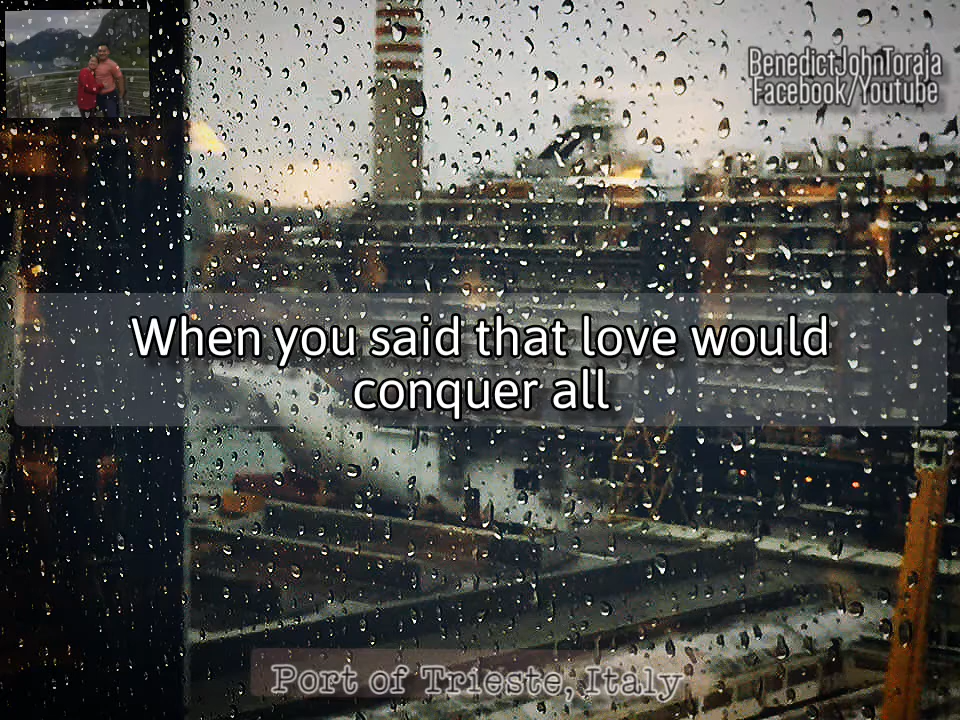 BenedictJohnToraja
Facebook/Youtube
When you said that love would
conquer all
Port of Trieste, Italy